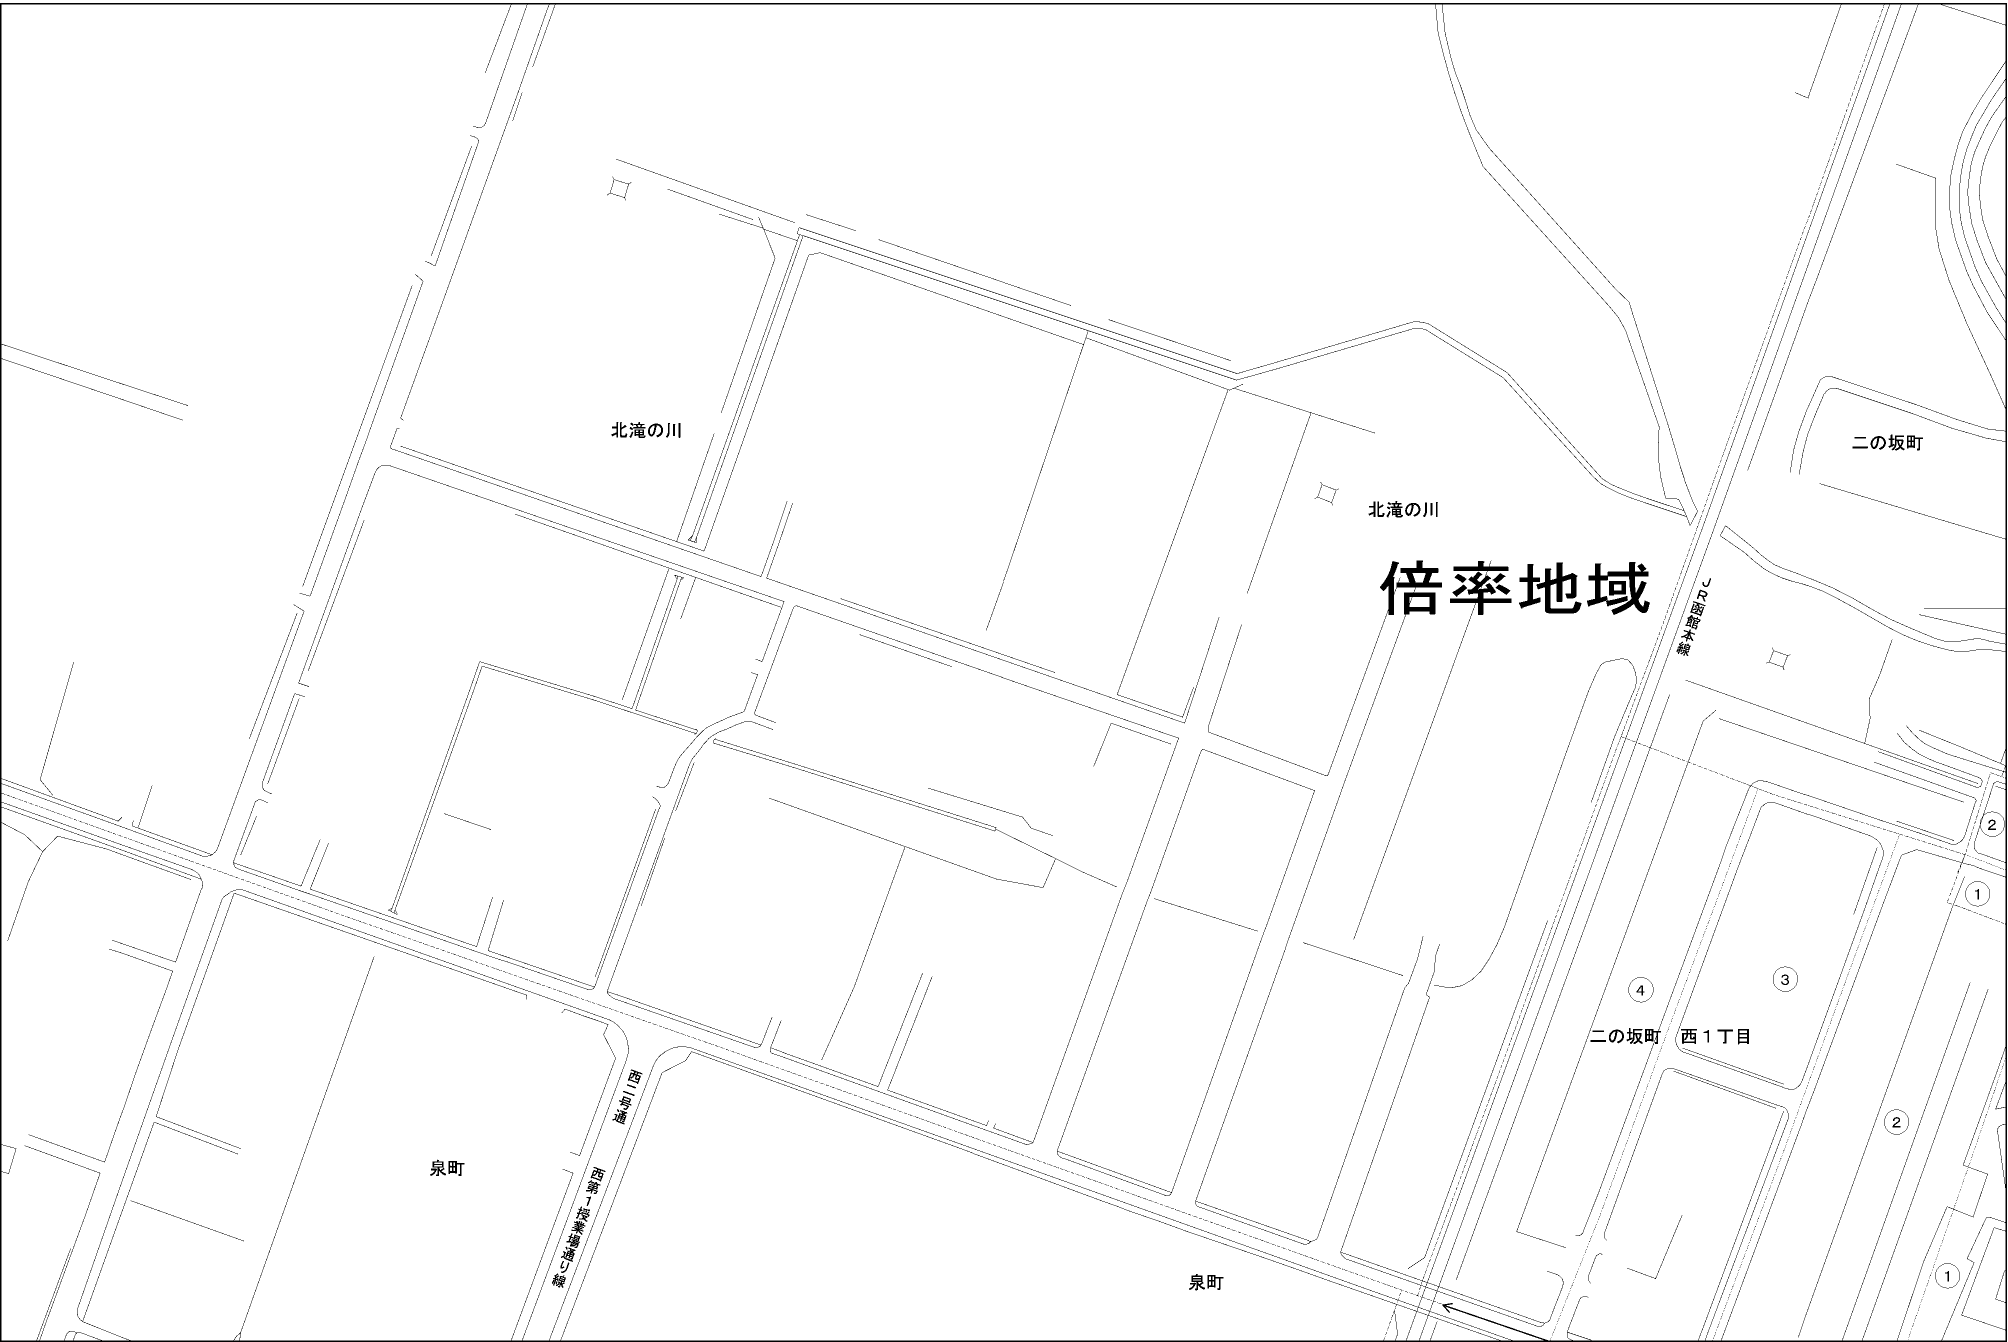 北滝の川
二の坂町
北滝の川
倍率地域
JR函館本線
②
①
④
③
二の坂町 西1丁目
西二号通
②
泉町
西第1授業場通り線
泉町
①